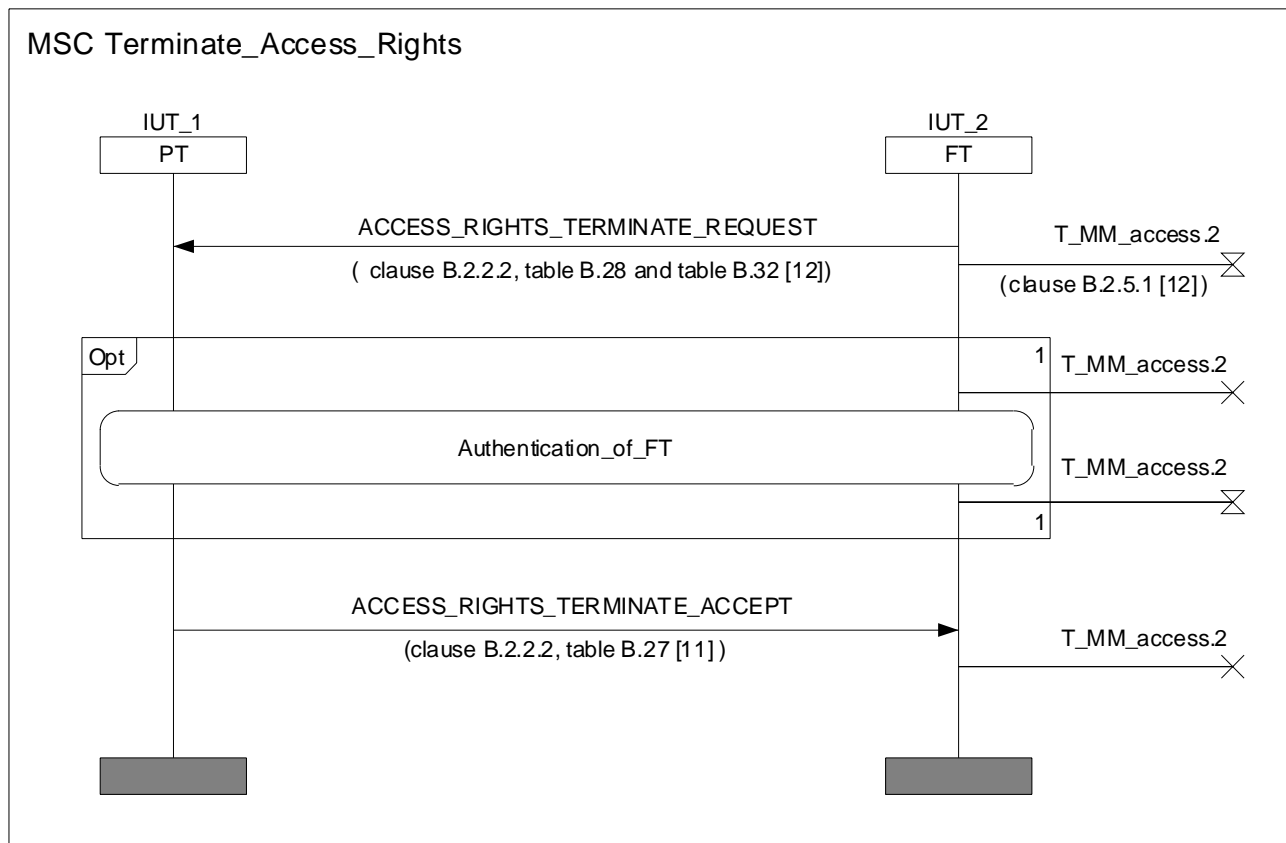 MSC Terminate_Access_Rights
IUT_1
IUT_2
PT
FT
ACCESS_RIGHTS_TERMINATE_REQUEST
T_MM_access.2
( clause B.2.2.2, table B.28 and table B.32 [12])
(clause B.2.5.1 [12])
Opt
1
T_MM_access.2
Authentication_of_FT
T_MM_access.2
1
ACCESS_RIGHTS_TERMINATE_ACCEPT
T_MM_access.2
(clause B.2.2.2, table B.27 [11] )